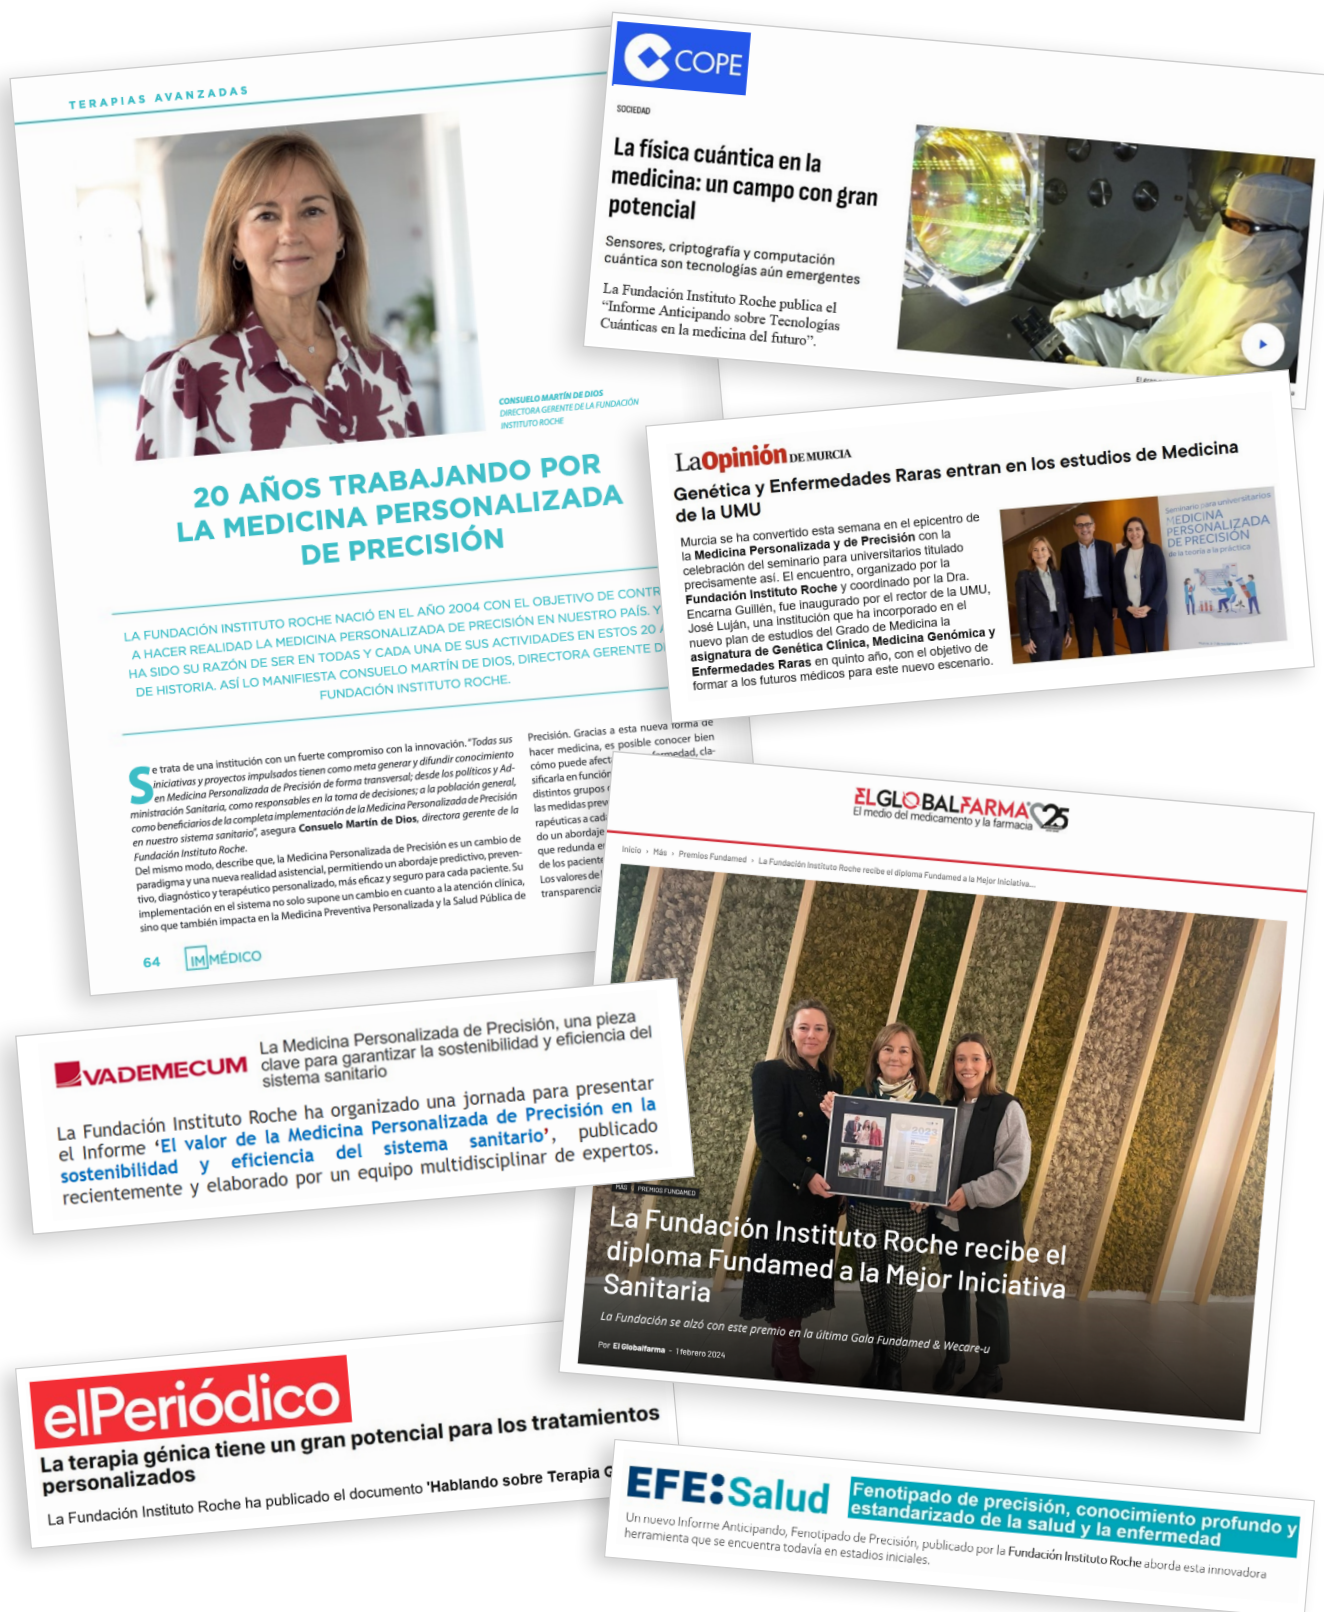 TERAPIAS AVANZADAS
CONSUELO MARTÍN DE DIOS
DIRECTORA GERENTE DE LA FUNDACIÓN
INSTITUTO ROCHE
20 AÑOS TRABAJANDO POR
LA MEDICINA PERSONALIZADA
DE PRECISIÓN
LA FUNDACIÓN INSTITUTO ROCHE NACIÓ EN EL AÑO 2004 CON EL OBJETIVO DE CONTR
A HACER REALIDAD LA MEDICINA PERSONALIZADA DE PRECISIÓN EN NUESTRO PAÍS. Y
HA SIDO SU RAZÓN DE SER EN TODAS Y CADA UNA DE SUS ACTIVIDADES EN ESTOS 20 A
DE HISTORIA. ASÍ LO MANIFIESTA CONSUELO MARTÍN DE DIOS, DIRECTORA GERENTE D
FUNDACIÓN INSTITUTO ROCHE.
Se trata de una institución con un fuerte compromiso con la innovación. "Todas sus
iniciativas y proyectos impulsados tienen como meta generar y difundir conocimiento
en Medicina Personalizada de Precisión de forma transversal; desde los políticos y Ad-
ministración Sanitaria, como responsables en la toma de decisiones; a la población general,
como beneficiarios de la completa implementación de la Medicina Personalizada de Precisión
en nuestro sistema sanitario", asegura Consuelo Martín de Dios, directora gerente de la
Fundación Instituto Roche.
Del mismo modo, describe que, la Medicina Personalizada de Precisión es un cambio de
paradigma y una nueva realidad asistencial, permitiendo un abordaje predictivo, preven-
tivo, diagnóstico y terapéutico personalizado, más eficaz y seguro para cada paciente. Su
implementación en el sistema no solo supone un cambio en cuanto a la atención clínica,
sino que también impacta en la Medicina Preventiva Personalizada y la Salud Pública de
Precisión. Gracias a esta nueva forma de
hacer medicina, es posible conocer bien
cómo puede afect fermedad, cla-
sificarla en función
distintos grupos
las medidas prev
rapéuticas a cad
do un abordaje
que redunda e
de los paciente
Los valores de
transparencia
64 IM MÉDICO
COPE
SOCIEDAD
La física cuántica en la
medicina: un campo con gran
potencial
Sensores, criptografía y computación
cuántica son tecnologías aún emergentes
La Fundación Instituto Roche publica el
“Informe Anticipando sobre Tecnologías
Cuánticas en la medicina del futuro”.
LaOpinión DE MURCIA
Genética y Enfermedades Raras entran en los estudios de Medicina
de la UMU
Murcia se ha convertido esta semana en el epicentro de
la Medicina Personalizada y de Precisión con la
celebración del seminario para universitarios titulado
precisamente así. El encuentro, organizado por la
Fundación Instituto Roche y coordinado por la Dra.
Encarna Guillén, fue inaugurado por el rector de la UMU,
José Luján, una institución que ha incorporado en el
nuevo plan de estudios del Grado de Medicina la
asignatura de Genética Clínica, Medicina Genómica y
Enfermedades Raras en quinto año, con el objetivo de
formar a los futuros médicos para este nuevo escenario.
Seminario para universitarios
MEDICINA
PERSONALIZADA
DE PRECISIÓN
de la teoría a la práctica
ELGLOBALFARMA 25
El medio del medicamento y la farmacia
Inicio › Más › Premios Fundamed › La Fundación Instituto Roche recibe el diploma Fundamed a la Mejor Iniciativa...
2023
MÁS PREMIOS FUNDAMED
La Fundación Instituto Roche recibe el
diploma Fundamed a la Mejor Iniciativa
Sanitaria
La Fundación se alzó con este premio en la última Gala Fundamed & Wecare-u
Por El Globalfarma - 1 febrero 2024
VADEMECUM
La Medicina Personalizada de Precisión, una pieza
clave para garantizar la sostenibilidad y eficiencia del
sistema sanitario
La Fundación Instituto Roche ha organizado una jornada para presentar
el Informe ‘El valor de la Medicina Personalizada de Precisión en la
sostenibilidad y eficiencia del sistema sanitario’, publicado
recientemente y elaborado por un equipo multidisciplinar de expertos.
elPeriódico
La terapia génica tiene un gran potencial para los tratamientos
personalizados
La Fundación Instituto Roche ha publicado el documento 'Hablando sobre Terapia G
EFE:Salud
Fenotipado de precisión, conocimiento profundo y
estandarizado de la salud y la enfermedad
Un nuevo Informe Anticipando, Fenotipado de Precisión, publicado por la Fundación Instituto Roche aborda esta innovadora
herramienta que se encuentra todavía en estadios iniciales.